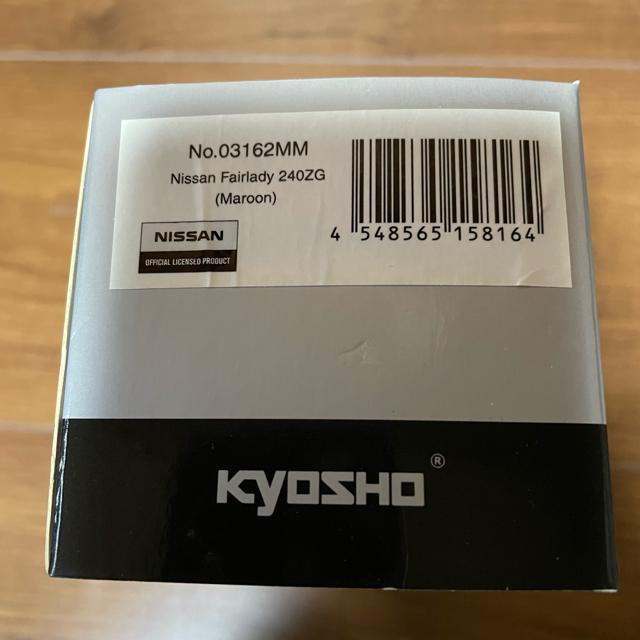 No.03162MM
Nissan Fairlady 240ZG
(Maroon)
NISSAN
OFFICIAL LICENSED PRODUCT
4 548565 158164
KYOSHO®